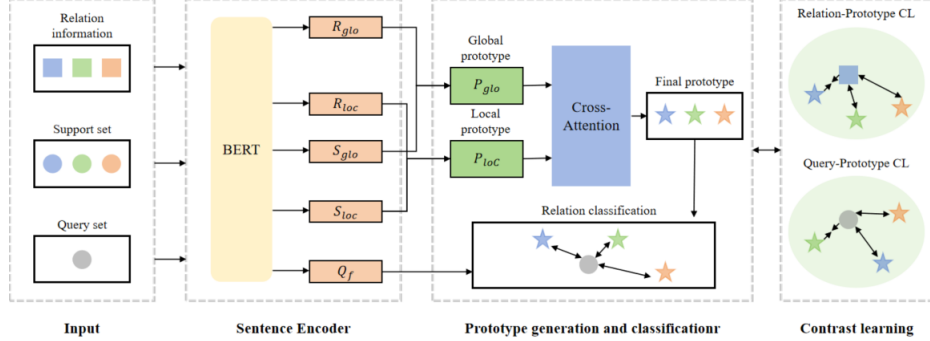 Relation
information
Support set
Query set
Input
BERT
R_glo
R_loc
S_glo
S_loc
Q_f
Sentence Encoder
Global
prototype
P_glo
Local
prototype
P_loC
Cross-
Attention
Final prototype
Relation classification
Prototype generation and classificationr
Relation-Prototype CL
Query-Prototype CL
Contrast learning